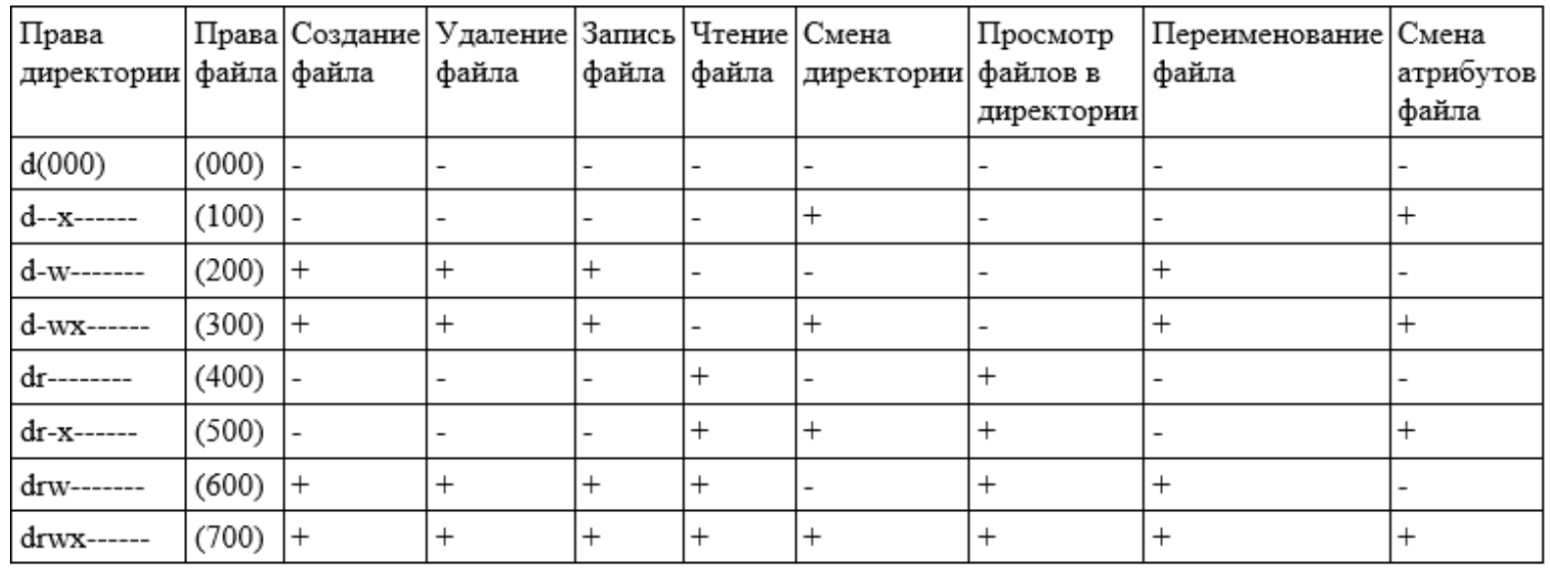 Права директории | Права файла | Создание файла | Удаление файла | Запись файла | Чтение файла | Смена директории | Просмотр файлов в директории | Переименование файла | Смена атрибутов файла
d(000) | (000) | - | - | - | - | - | - | - | -
d--x------ | (100) | - | - | - | - | + | - | - | +
d-w------- | (200) | + | + | + | - | - | - | + | -
d-wx------ | (300) | + | + | + | - | + | - | + | +
dr-------- | (400) | - | - | - | + | - | + | - | -
dr-x------ | (500) | - | - | - | + | + | + | - | +
drw------- | (600) | + | + | + | + | - | + | + | -
drwx------ | (700) | + | + | + | + | + | + | + | +